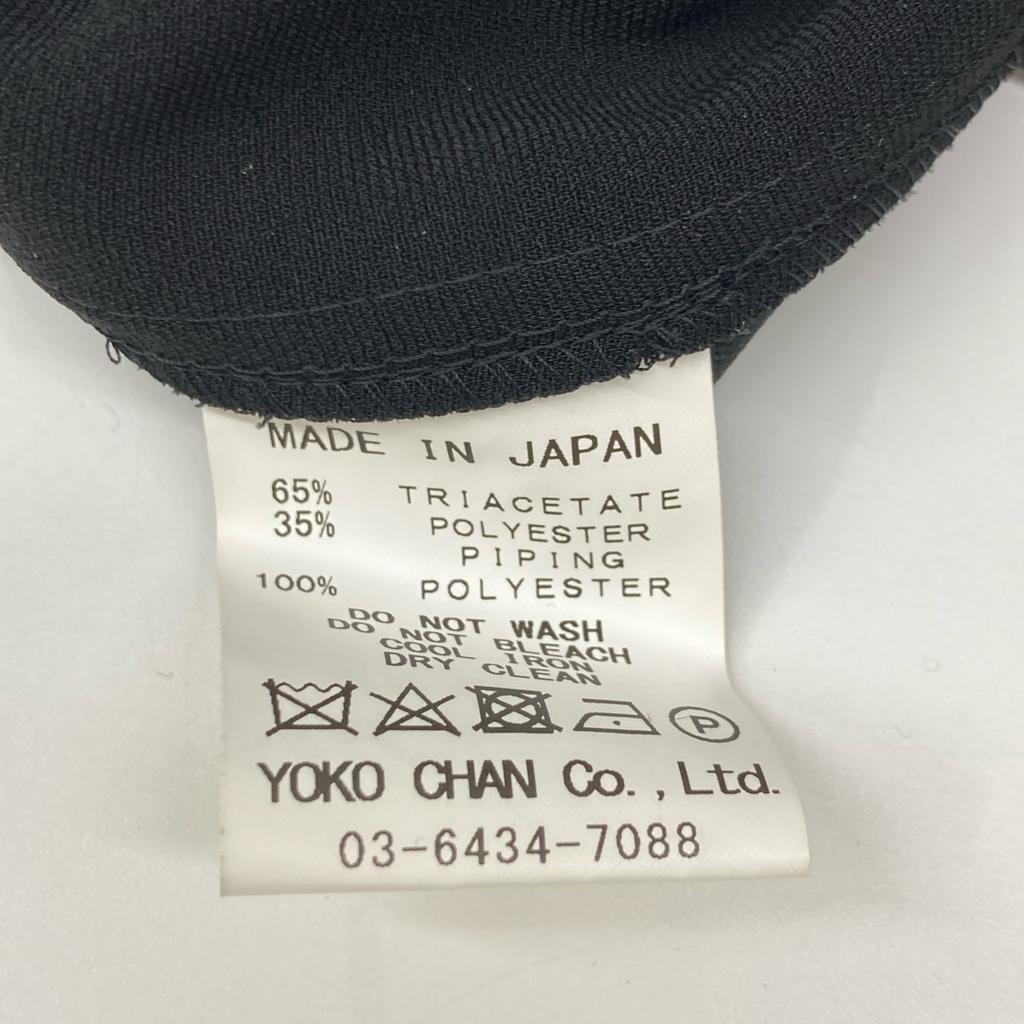 MADE IN JAPAN
65% TRIACETATE
35% POLYESTER
PIPING
100% POLYESTER
DO NOT WASH
DO NOT BLEACH
COOL IRON
DRY CLEAN
P
YOKO CHAN Co., Ltd.
03-6434-7088